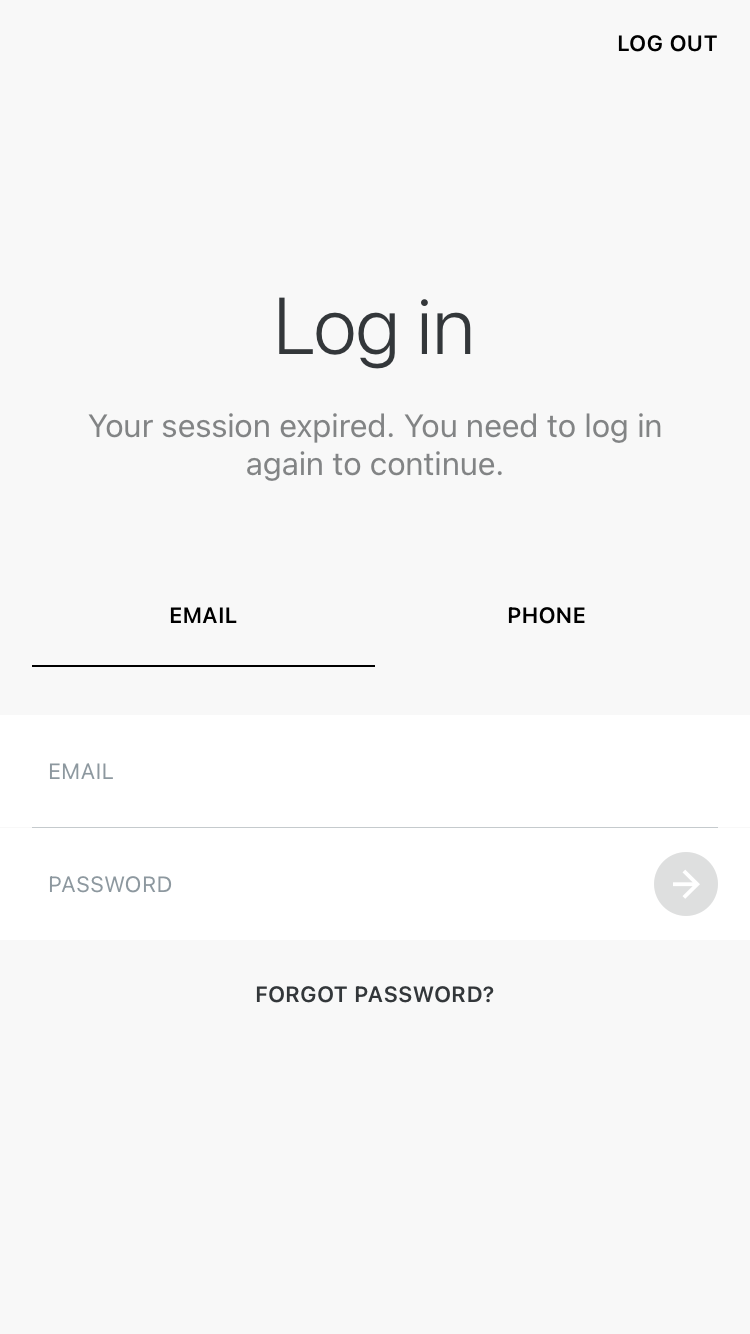 LOG OUT
Log in
Your session expired. You need to log in
again to continue.
EMAIL
PHONE
EMAIL
PASSWORD
FORGOT PASSWORD?